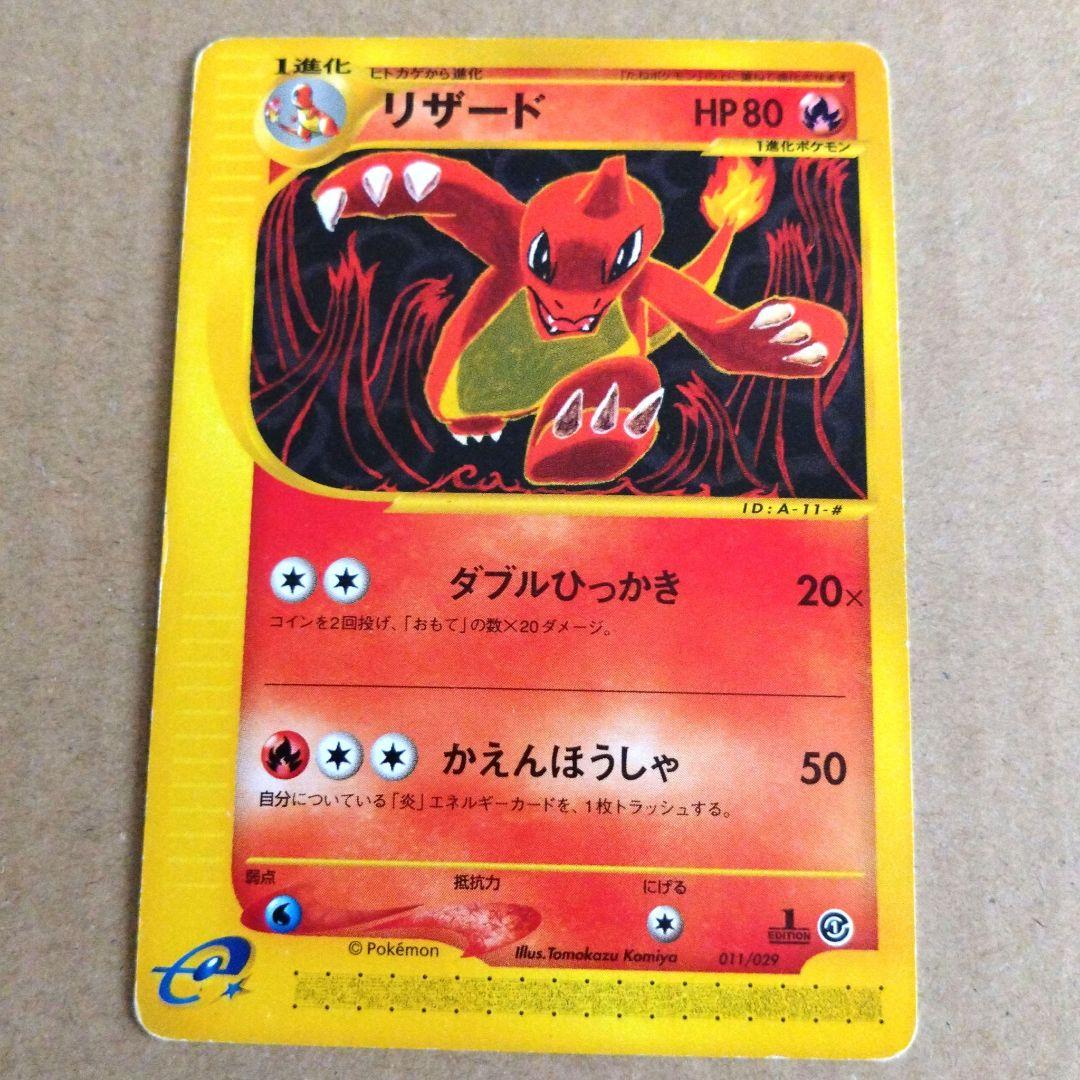 1進化
ヒトカゲから進化
リザード
HP80
1進化ポケモン
ID:A-11-#
ダブルひっかき
20×
コインを2回投げ、「おもて」の数×20ダメージ。
かえんほうしゃ
50
自分についている「炎」エネルギーカードを、1枚トラッシュする。
弱点
抵抗力
にげる
©Pokémon
Illus.Tomokazu Komiya
1
EDITION
011/029